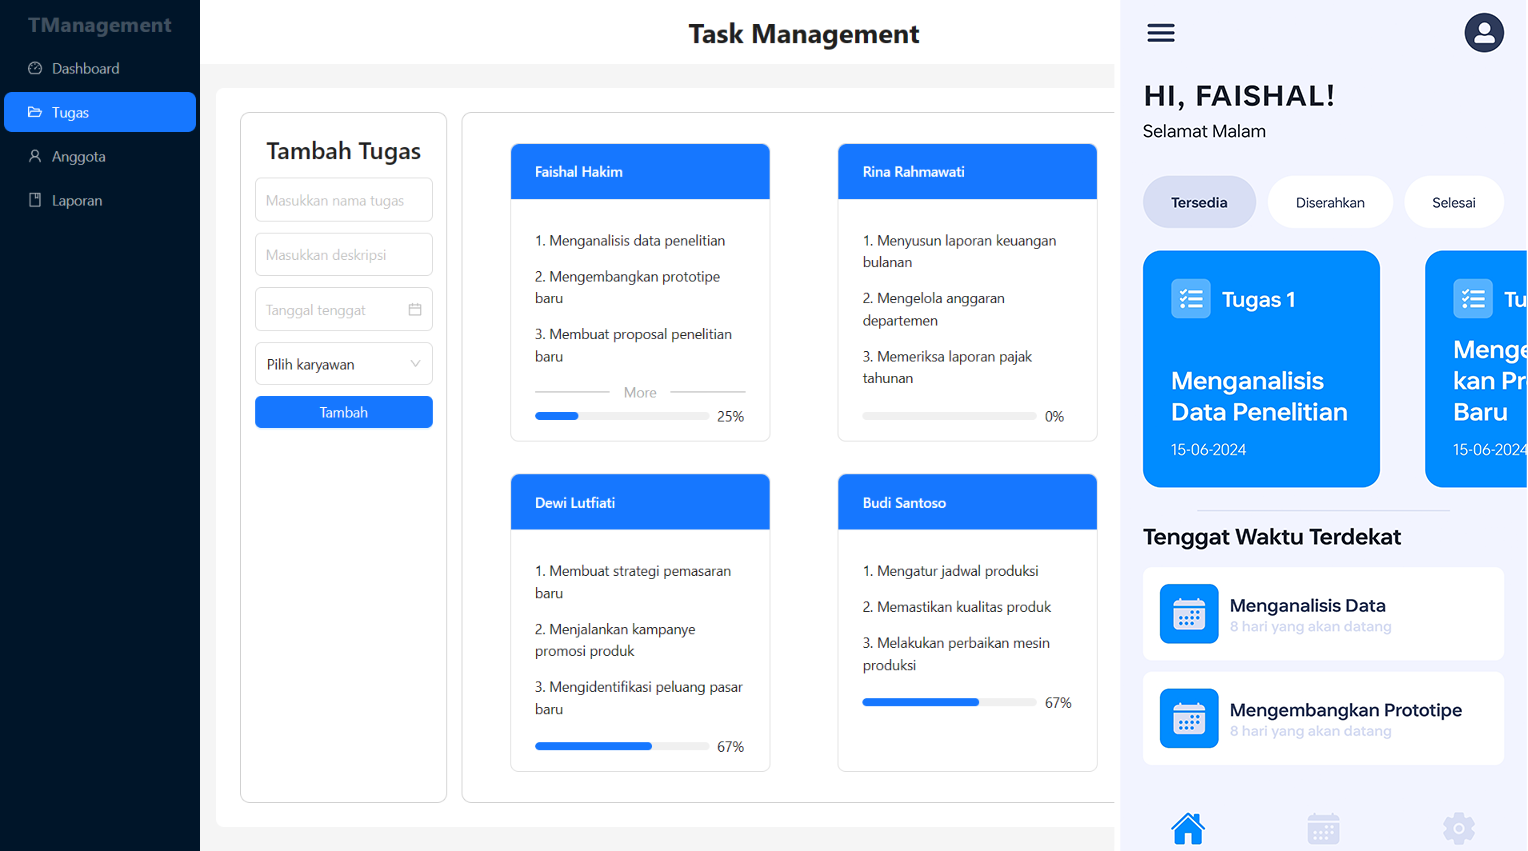 TManagement
Dashboard
Tugas
Anggota
Laporan
Task Management
Tambah Tugas
Masukkan nama tugas
Masukkan deskripsi
Tanggal tenggat
Pilih karyawan
Tambah
Faishal Hakim
1. Menganalisis data penelitian
2. Mengembangkan prototipe
baru
3. Membuat proposal penelitian
baru
More
25%
Rina Rahmawati
1. Menyusun laporan keuangan
bulanan
2. Mengelola anggaran
departemen
3. Memeriksa laporan pajak
tahunan
0%
Dewi Lutfiati
1. Membuat strategi pemasaran
baru
2. Menjalankan kampanye
promosi produk
3. Mengidentifikasi peluang pasar
baru
67%
Budi Santoso
1. Mengatur jadwal produksi
2. Memastikan kualitas produk
3. Melakukan perbaikan mesin
produksi
67%
HI, FAISHAL!
Selamat Malam
Tersedia
Diserahkan
Selesai
Tugas 1
Menganalisis
Data Penelitian
15-06-2024
Tu
Menge
kan Pr
Baru
15-06-2024
Tenggat Waktu Terdekat
Menganalisis Data
8 hari yang akan datang
Mengembangkan Prototipe
8 hari yang akan datang